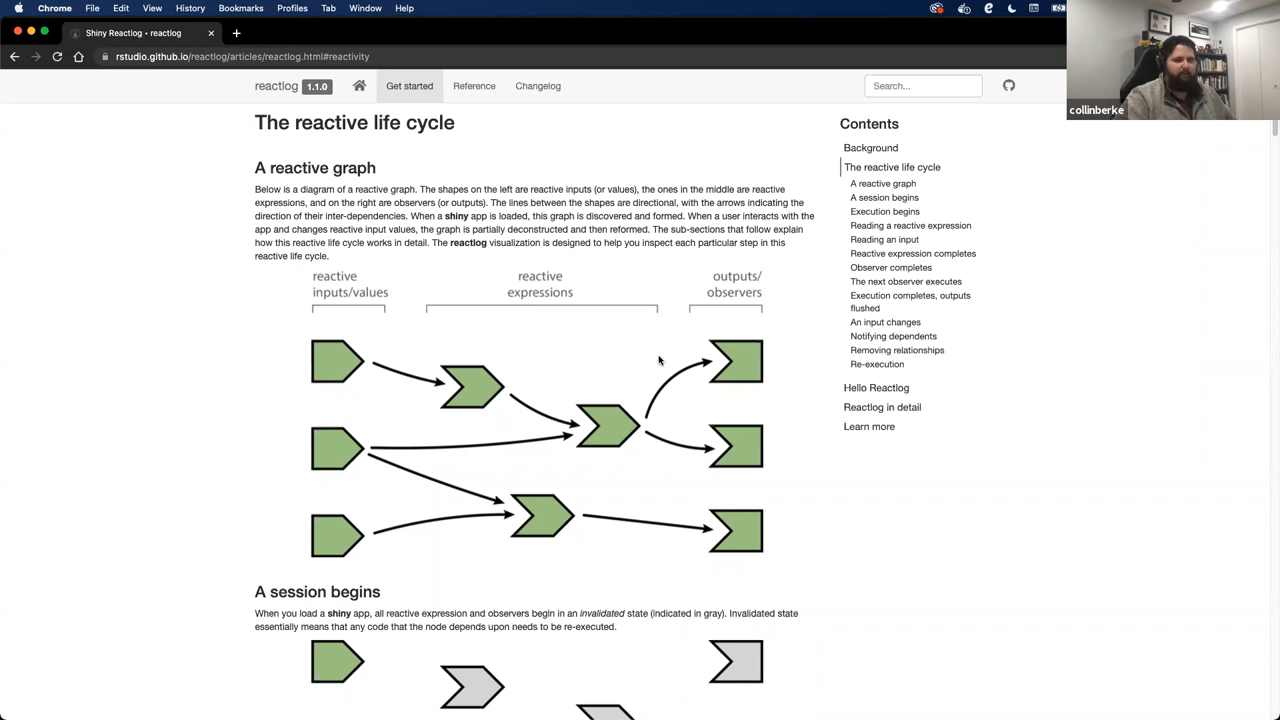 Chrome File Edit View History Bookmarks Profiles Tab Window Help
Shiny Reactlog • reactlog
rstudio.github.io/reactlog/articles/reactlog.html#reactivity
collinberke
reactlog 1.1.0 Get started Reference Changelog Search...
The reactive life cycle
A reactive graph
Below is a diagram of a reactive graph. The shapes on the left are reactive inputs (or values), the ones in the middle are reactive
expressions, and on the right are observers (or outputs). The lines between the shapes are directional, with the arrows indicating the
direction of their inter-dependencies. When a shiny app is loaded, this graph is discovered and formed. When a user interacts with the
app and changes reactive input values, the graph is partially deconstructed and then reformed. The sub-sections that follow explain
how this reactive life cycle works in detail. The reactlog visualization is designed to help you inspect each particular step in this
reactive life cycle.
reactive
inputs/values
reactive
expressions
outputs/
observers
A session begins
When you load a shiny app, all reactive expression and observers begin in an invalidated state (indicated in gray). Invalidated state
essentially means that any code that the node depends upon needs to be re-executed.
Contents
Background
The reactive life cycle
A reactive graph
A session begins
Execution begins
Reading a reactive expression
Reading an input
Reactive expression completes
Observer completes
The next observer executes
Execution completes, outputs
flushed
An input changes
Notifying dependents
Removing relationships
Re-execution
Hello Reactlog
Reactlog in detail
Learn more